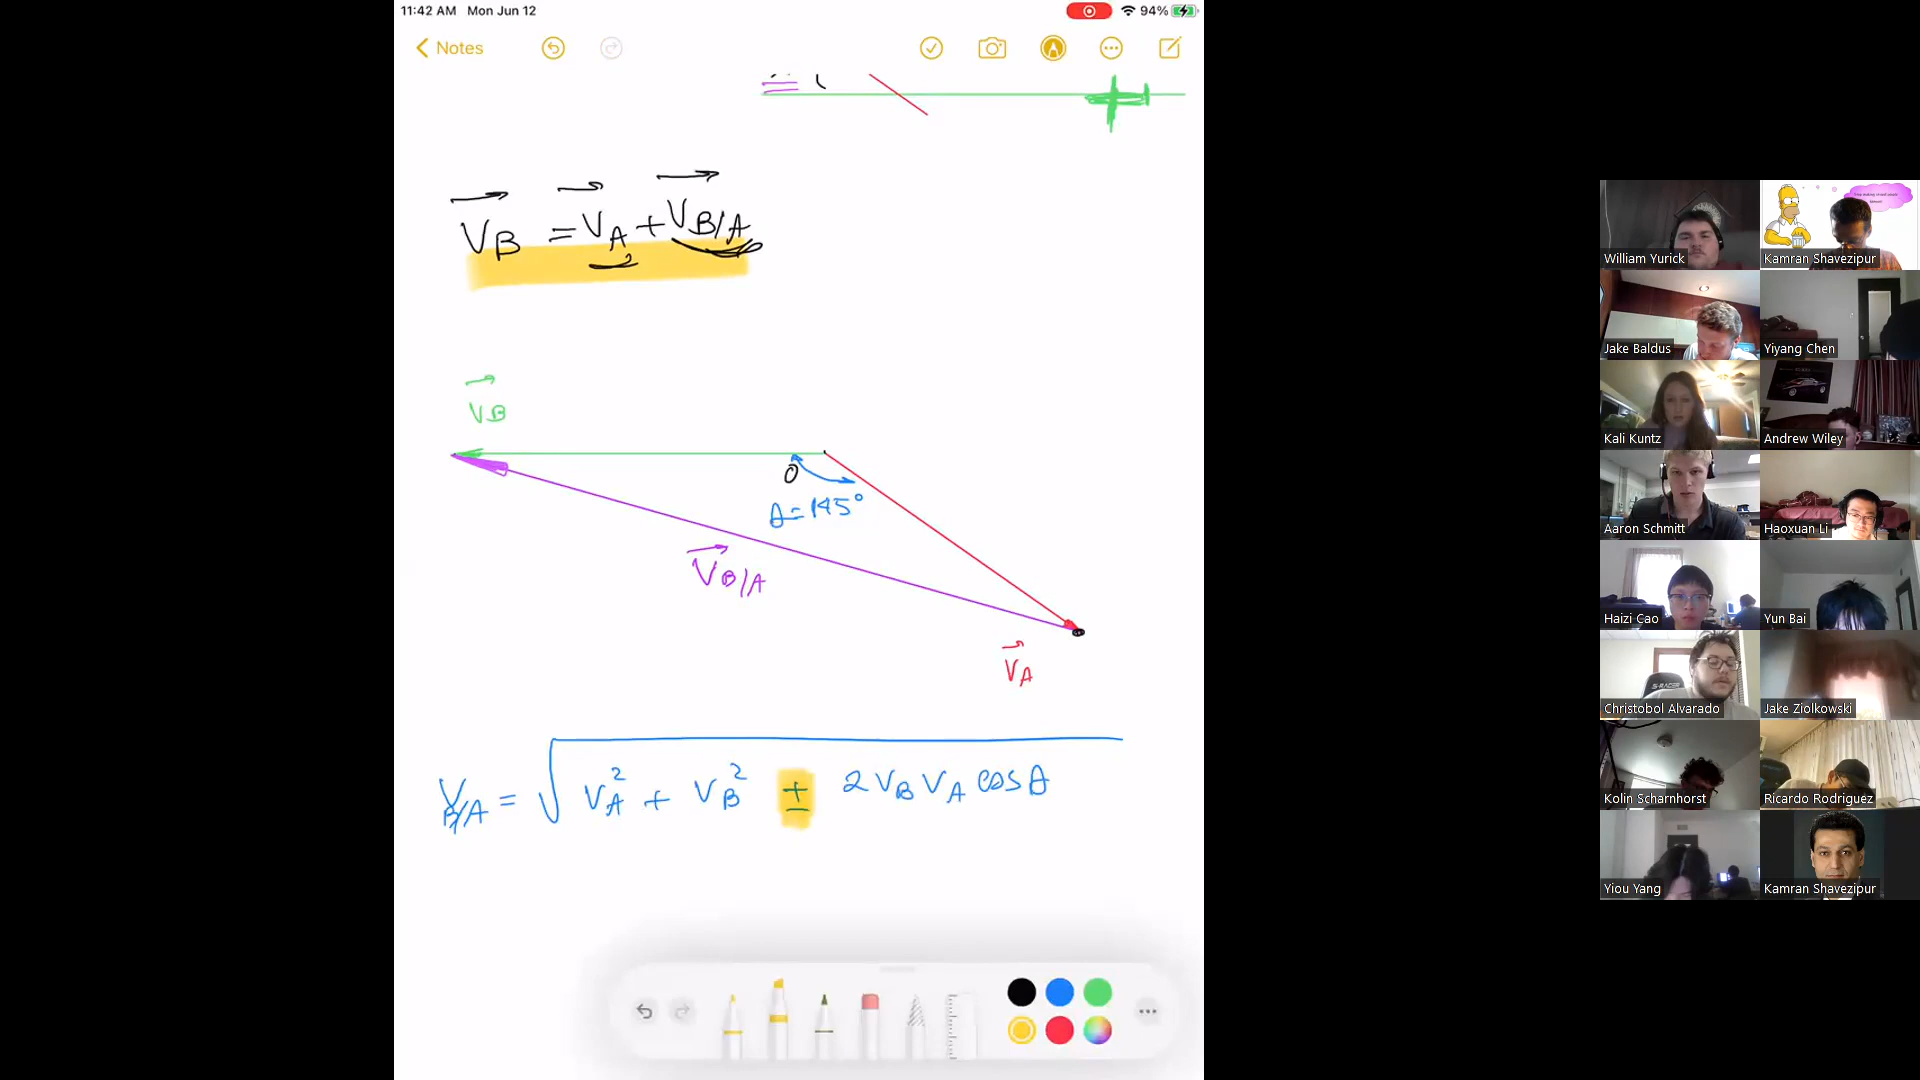 11:42 AM Mon Jun 12
94%
Notes
VB = VA + VB/A
VB
O
θ = 145°
VB/A
VA
VB/A = √ VA² + VB² ± 2 VB VA cos θ
William Yurick
Kamran Shavezipur
Jake Baldus
Yiyang Chen
Kali Kuntz
Andrew Wiley
Aaron Schmitt
Haoxuan Li
Haizi Cao
Yun Bai
Christobol Alvarado
Jake Ziolkowski
Kolin Scharnhorst
Ricardo Rodriguez
Yiou Yang
Kamran Shavezipur